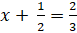 x + 1/2 = 2/3